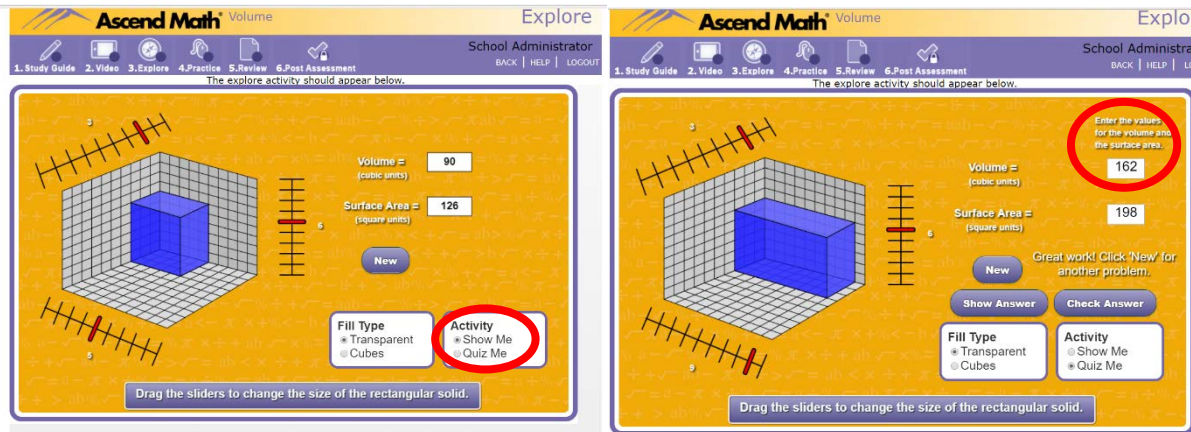 Ascend Math Volume
Explore
School Administrator
1. Study Guide 2. Video 3.Explore 4.Practice 5.Review 6.Post Assessment
BACK | HELP | LOGOUT
The explore activity should appear below.
3
Volume = 90
(cubic units)
Surface Area = 126
(square units)
6
New
5
Fill Type
Transparent
Cubes
Activity
Show Me
Quiz Me
Drag the sliders to change the size of the rectangular solid.
Ascend Math Volume
Explo
School Administra
1. Study Guide 2. Video 3.Explore 4.Practice 5.Review 6.Post Assessment
BACK | HELP | LO
The explore activity should appear below.
3
Enter the values
for the volume and
the surface area.
Volume = 162
(cubic units)
Surface Area = 198
(square units)
6
New
Great work! Click 'New' for
another problem.
Show Answer
Check Answer
9
Fill Type
Transparent
Cubes
Activity
Show Me
Quiz Me
Drag the sliders to change the size of the rectangular solid.